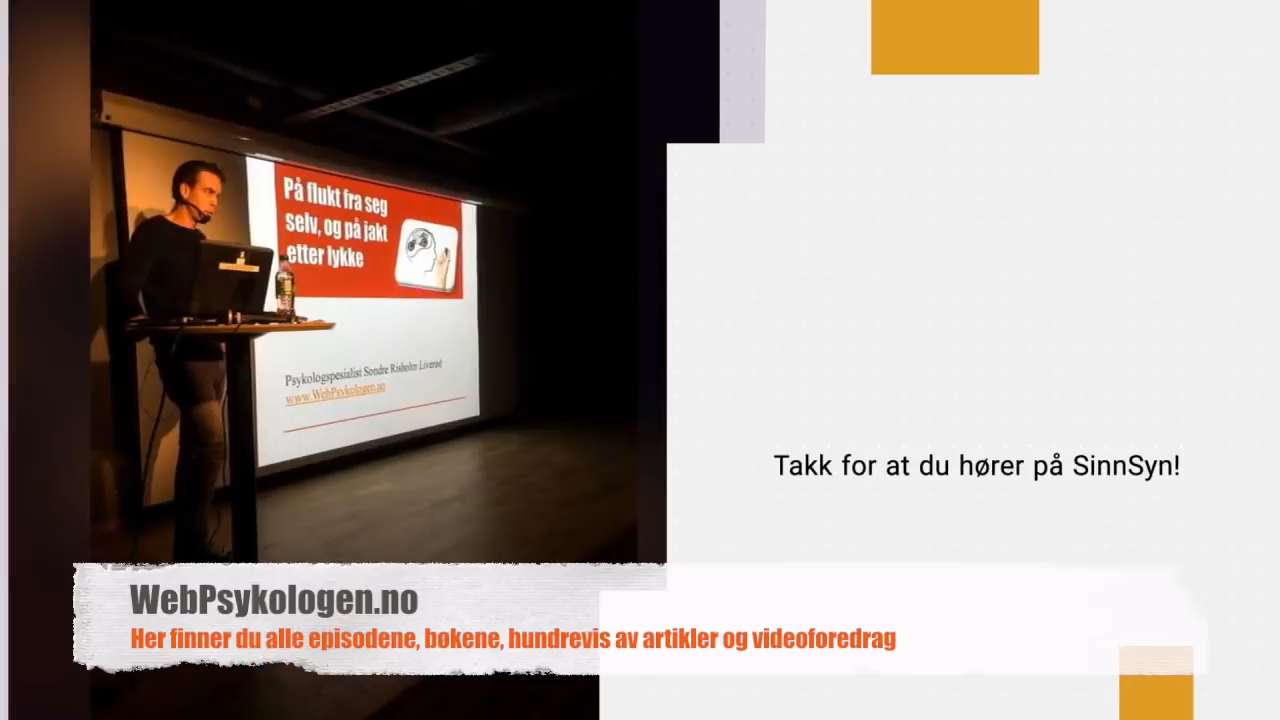 På flukt fra seg
selv, og på jakt
etter lykke
Psykologspesialist Sondre Risholm Liverød
www.WebPsykologen.no
Takk for at du hører på SinnSyn!
WebPsykologen.no
Her finner du alle episodene, bøkene, hundrevis av artikler og videoforedrag